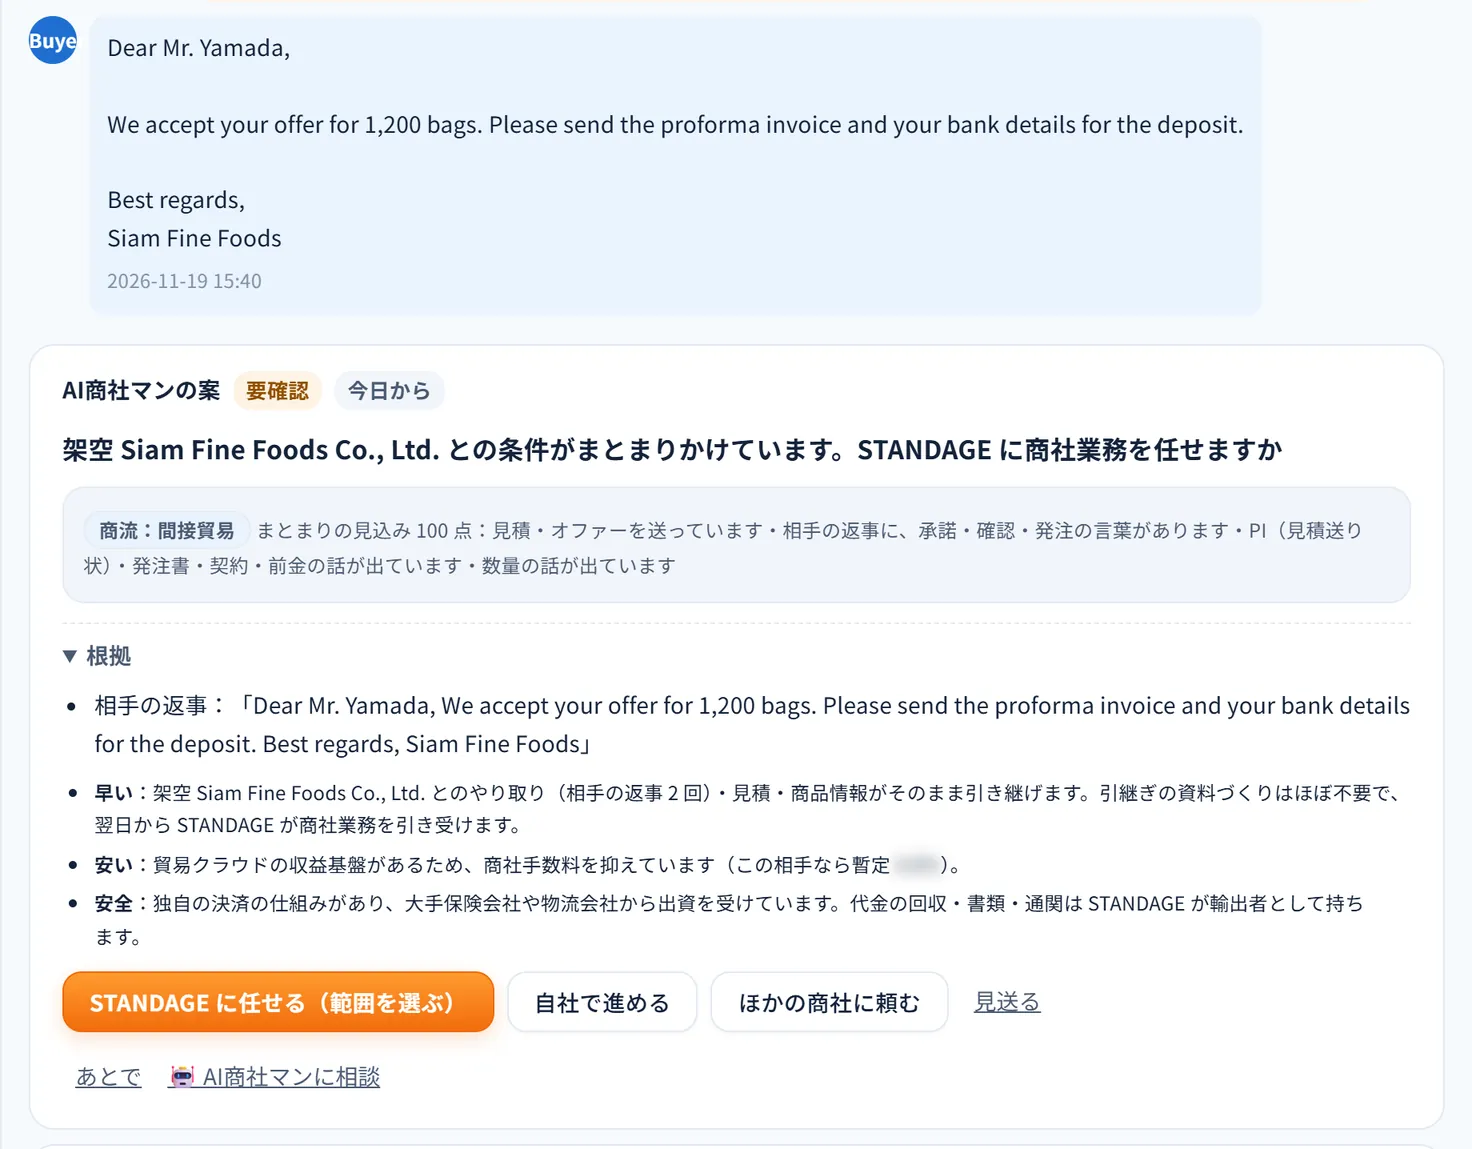 Buye
Dear Mr. Yamada,
We accept your offer for 1,200 bags. Please send the proforma invoice and your bank details for the deposit.
Best regards,
Siam Fine Foods
2026-11-19 15:40
AI商社マンの案 要確認 今日から
架空 Siam Fine Foods Co., Ltd. との条件がまとまりかけています。STANDAGE に商社業務を任せますか
商流：間接貿易 まとまりの見込み 100 点：見積・オファーを送っています・相手の返事に、承諾・確認・発注の言葉があります・PI（見積送り
状）・発注書・契約・前金の話が出ています・数量の話が出ています
▼ 根拠
• 相手の返事：「Dear Mr. Yamada, We accept your offer for 1,200 bags. Please send the proforma invoice and your bank details
for the deposit. Best regards, Siam Fine Foods」
• 早い：架空 Siam Fine Foods Co., Ltd. とのやり取り（相手の返事 2 回）・見積・商品情報がそのまま引き継げます。引継ぎの資料づくりはほぼ不要で、
翌日から STANDAGE が商社業務を引き受けます。
• 安い：貿易クラウドの収益基盤があるため、商社手数料を抑えています（この相手なら暫定 ）。
• 安全：独自の決済の仕組みがあり、大手保険会社や物流会社から出資を受けています。代金の回収・書類・通関は STANDAGE が輸出者として持ち
ます。
STANDAGE に任せる（範囲を選ぶ） 自社で進める ほかの商社に頼む 見送る
あとで AI商社マンに相談